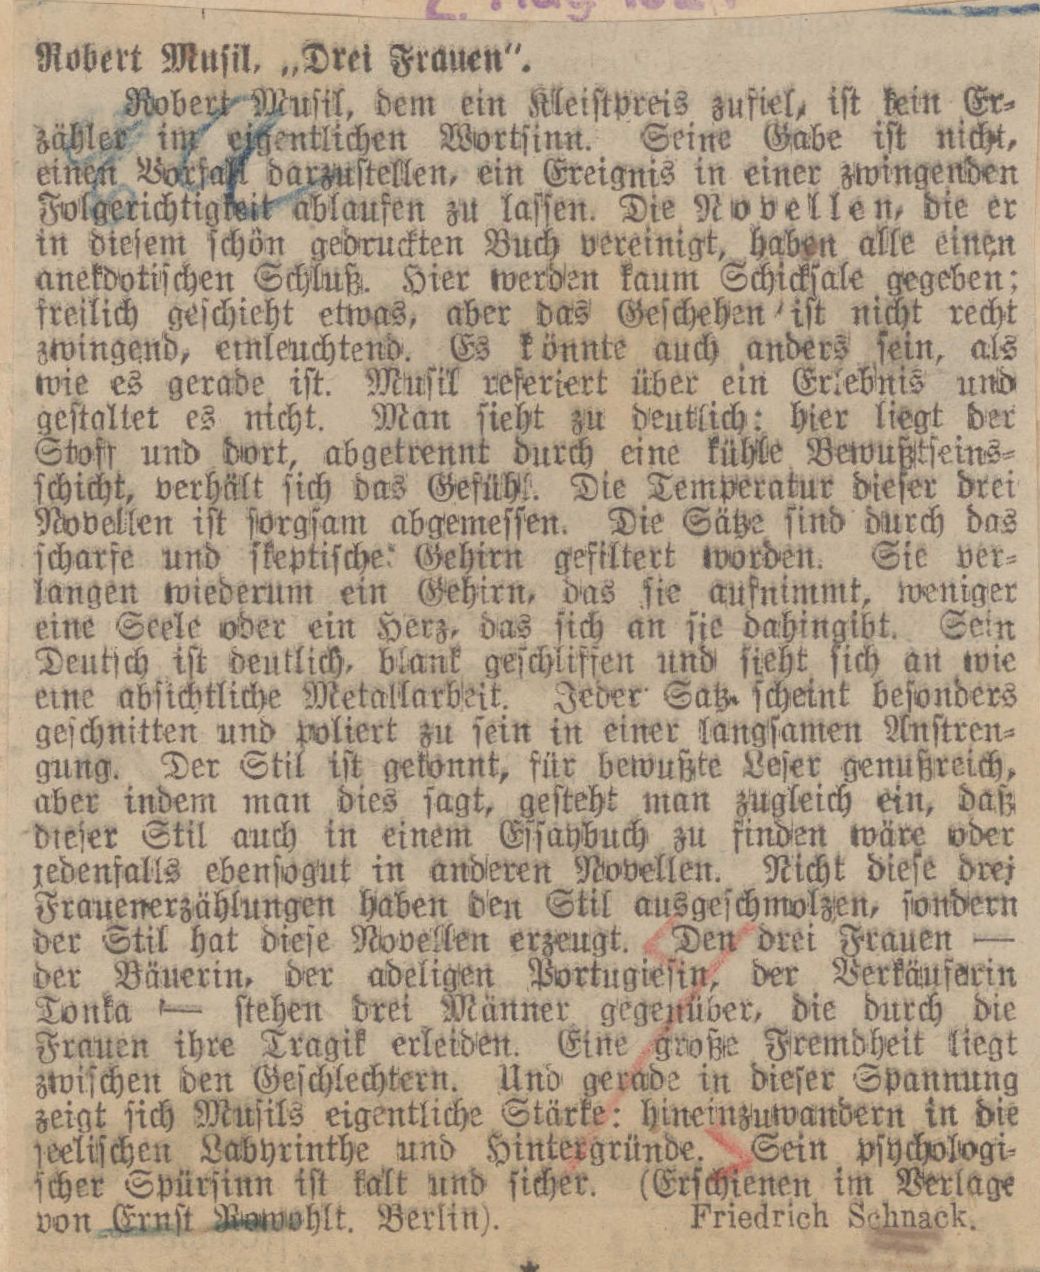 Robert Musil, „Drei Frauen“.
Robert Musil, dem ein Kleistpreis zufiel, ist kein Er-
zähler im eigentlichen Wortsinn. Seine Gabe ist nicht,
einen Vorfall darzustellen, ein Ereignis in einer zwingenden
Folgerichtigkeit ablaufen zu lassen. Die Novellen, die er
in diesem schön gedruckten Buch vereinigt, haben alle einen
anekdotischen Schluß. Hier werden kaum Schicksale gegeben;
freilich geschieht etwas, aber das Geschehen ist nicht recht
zwingend, einleuchtend. Es könnte auch anders sein, als
wie es gerade ist. Musil referiert über ein Erlebnis und
gestaltet es nicht. Man sieht zu deutlich: hier liegt der
Stoff und dort, abgetrennt durch eine kühle Bewußtseins-
schicht, verhält sich das Gefühl. Die Temperatur dieser drei
Novellen ist sorgsam abgemessen. Die Sätze sind durch das
scharfe und skeptische Gehirn gefiltert worden. Sie ver-
langen wiederum ein Gehirn, das sie aufnimmt, weniger
eine Seele oder ein Herz, das sich an sie dahingibt. Sein
Deutsch ist deutlich, blank geschliffen und sieht sich an wie
eine absichtliche Metallarbeit. Jeder Satz scheint besonders
geschnitten und poliert zu sein in einer langsamen Anstren-
gung. Der Stil ist gekonnt, für bewußte Leser genußreich,
aber indem man dies sagt, gesteht man zugleich ein, daß
dieser Stil auch in einem Essaybuch zu finden wäre oder
jedenfalls ebensogut in anderen Novellen. Nicht diese drei
Frauenerzählungen haben den Stil ausgeschmolzen, sondern
der Stil hat diese Novellen erzeugt. Den drei Frauen —
der Bäuerin, der adeligen Portugiesin, der Verkäuferin
Tonka — stehen drei Männer gegenüber, die durch die
Frauen ihre Tragik erleiden. Eine große Fremdheit liegt
zwischen den Geschlechtern. Und gerade in dieser Spannung
zeigt sich Musils eigentliche Stärke: hineinzuwandern in die
seelischen Labyrinthe und Hintergründe. Sein psychologi-
scher Spürsinn ist kalt und sicher. (Erschienen im Verlage
von Ernst Rowohlt. Berlin). Friedrich Schnack.